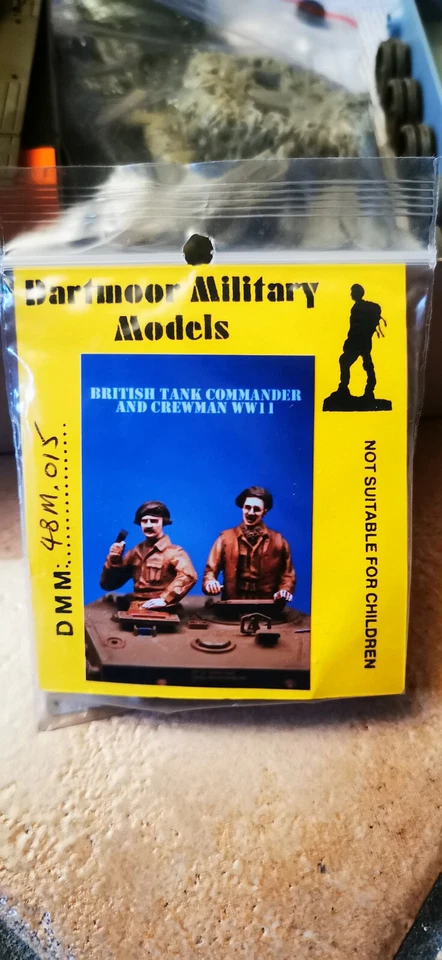 Dartmoor Military
Models
BRITISH TANK COMMANDER
AND CREWMAN WW11
DMM:.48M.015
NOT SUITABLE FOR CHILDREN